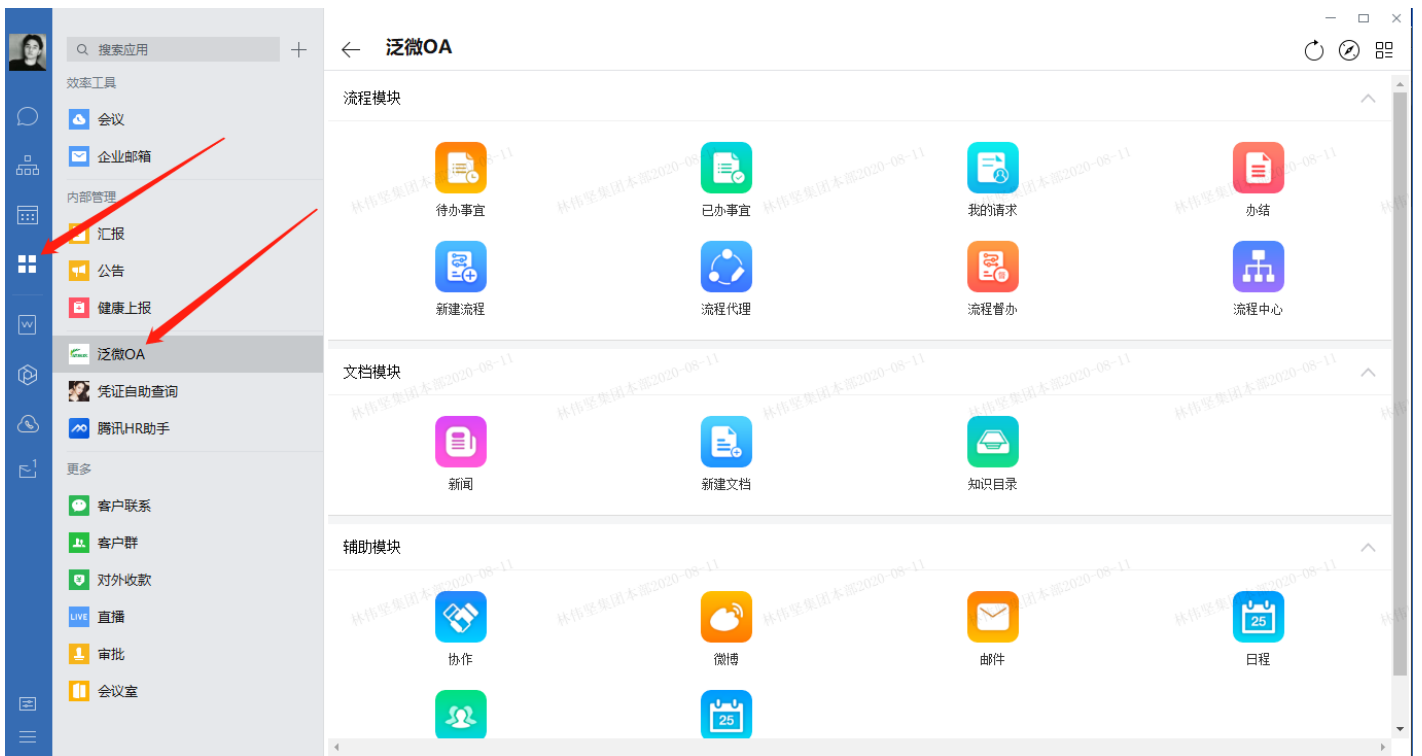 搜索应用
泛微OA
效率工具
会议
企业邮箱
内部管理
汇报
公告
健康上报
泛微OA
凭证自助查询
腾讯HR助手
更多
客户联系
客户群
对外收款
LIVE
直播
审批
会议室
1
流程模块
待办事宜
已办事宜
我的请求
办结
新建流程
流程代理
流程督办
流程中心
文档模块
新闻
新建文档
知识目录
辅助模块
协作
微博
邮件
25
日程
25
林伟坚集团本部2020-08-11